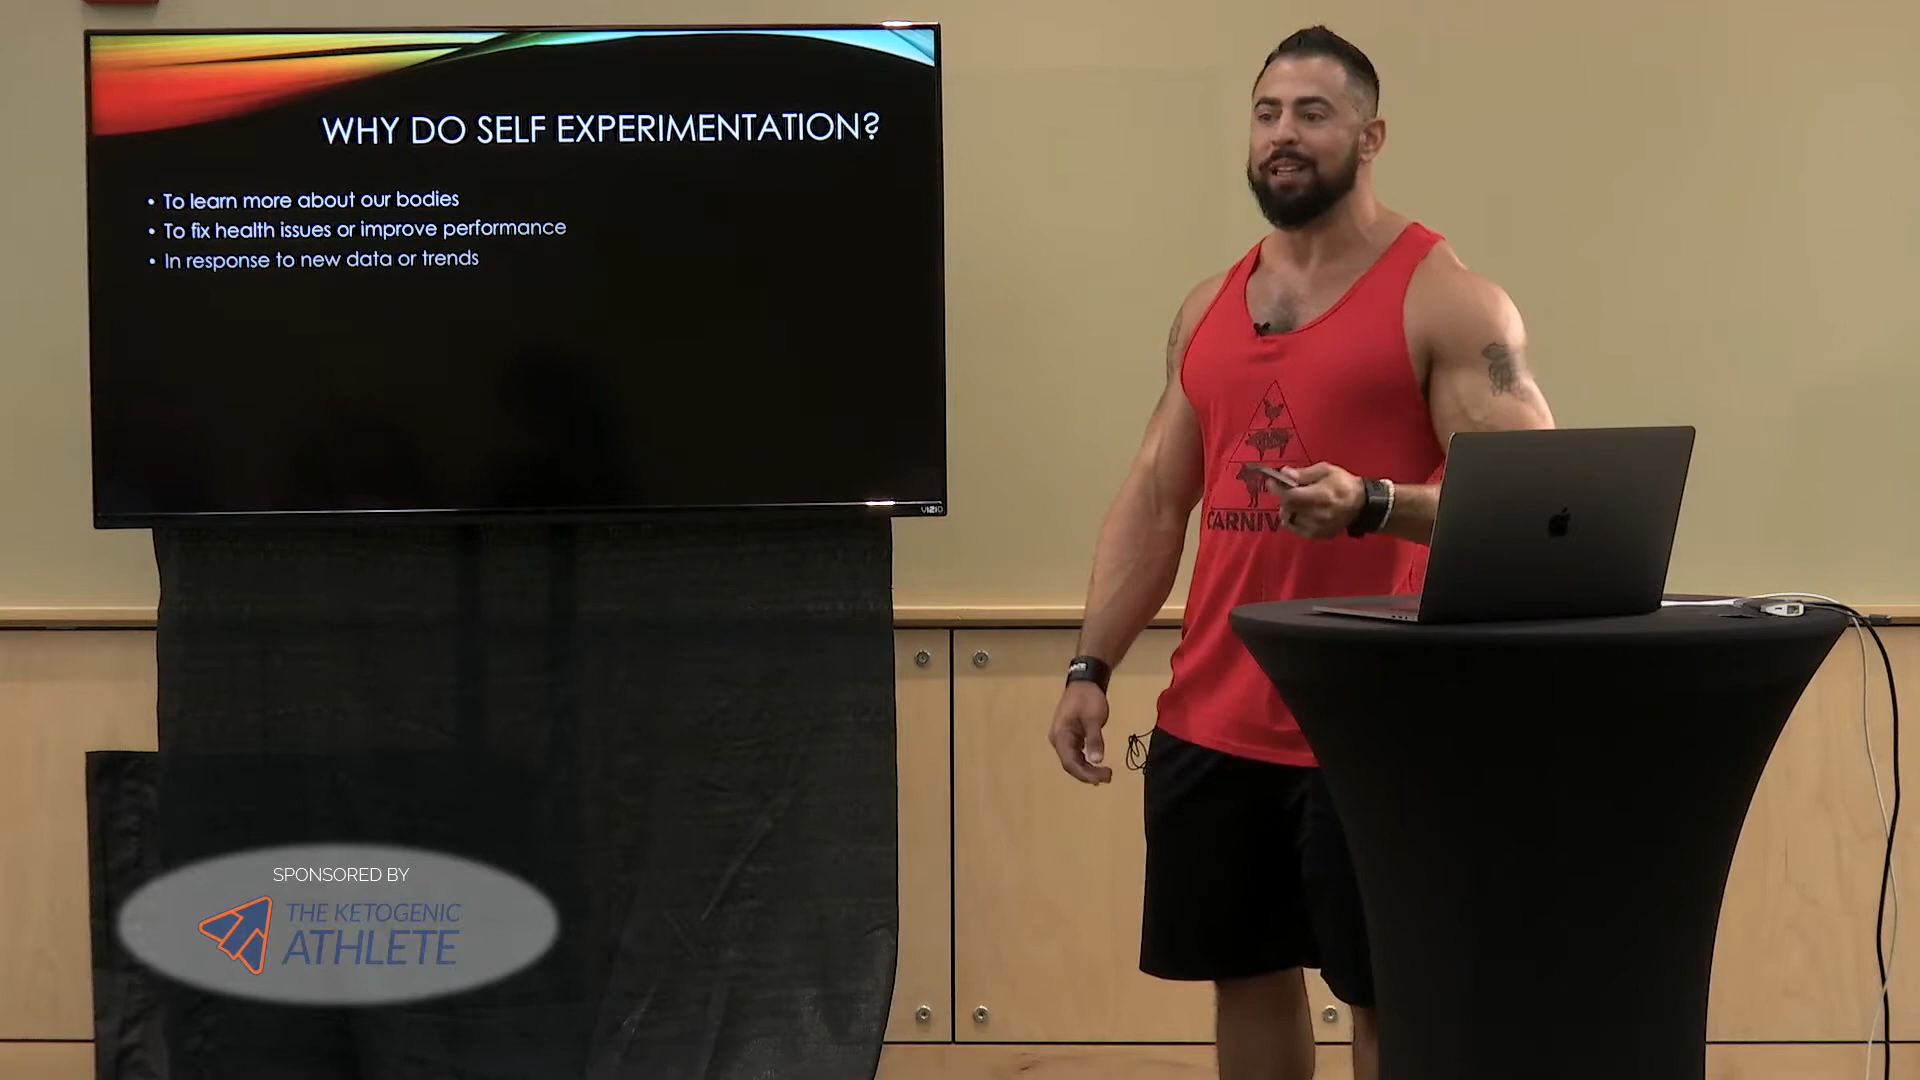 WHY DO SELF EXPERIMENTATION?
• To learn more about our bodies
• To fix health issues or improve performance
• In response to new data or trends
VIZIO
CARNIV
SPONSORED BY
THE KETOGENIC
ATHLETE